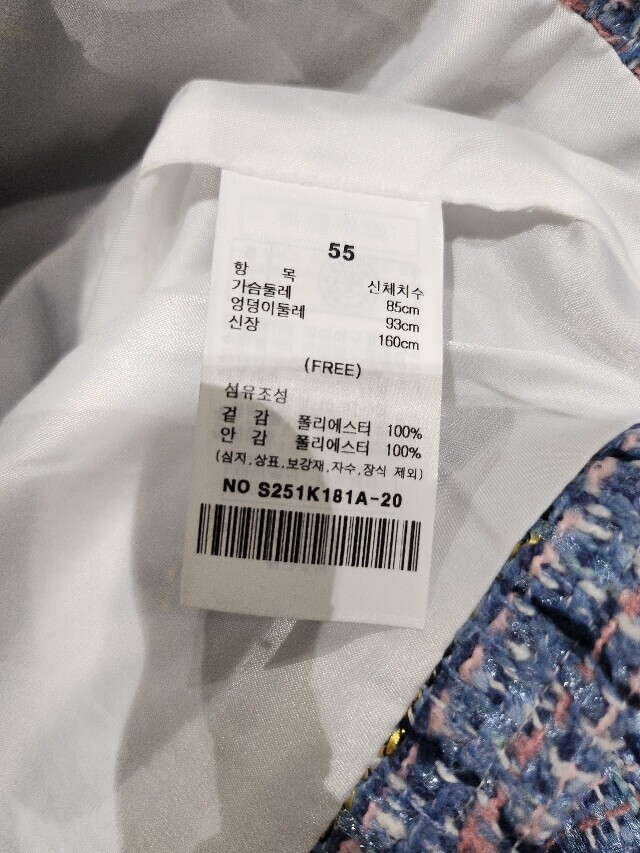 55
항 목 신체치수
가슴둘레 85cm
엉덩이둘레 93cm
신장 160cm
(FREE)
섬유조성
겉 감 폴리에스터 100%
안 감 폴리에스터 100%
(심지,상표,보강재,자수,장식 제외)
NO S251K181A-20